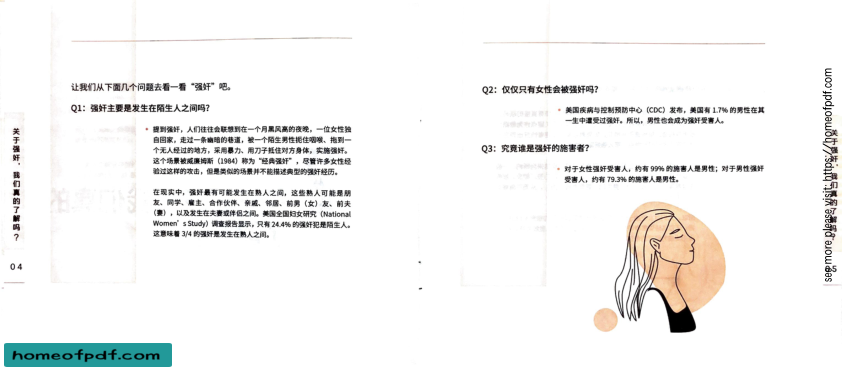 让我们从下面几个问题去看一看“强奸”吧。
Q1：强奸主要是发生在陌生人之间吗？
提到强奸，人们往往会联想到在一个月黑风高的夜晚，一位女性独
自回家，走过一条幽暗的巷道，被一个陌生男性扼住咽喉、拖到一
个无人经过的地方，采用暴力、用刀子抵住对方身体，实施强奸。
这个场景被威廉姆斯（1984）称为“经典强奸”，尽管许多女性经
验过这样的攻击，但是类似的场景并不能描述典型的强奸经历。
在现实中，强奸最有可能发生在熟人之间，这些熟人可能是朋
友、同学、雇主、合作伙伴、亲戚、邻居、前男（女）友、前夫
（妻），以及发生在夫妻或伴侣之间。美国全国妇女研究（National
Women's Study）调查报告显示，只有 24.4% 的强奸犯是陌生人。
这意味着 3/4 的强奸是发生在熟人之间。
关于强奸，我们真的了解吗？
04
Q2：仅仅只有女性会被强奸吗？
美国疾病与控制预防中心（CDC）发布，美国有 1.7% 的男性在其
一生中遭受过强奸。所以，男性也会成为强奸受害人。
Q3：究竟谁是强奸的施害者？
对于女性强奸受害人，约有 99% 的施害人是男性；对于男性强奸
受害人，约有 79.3% 的施害人是男性。
see more please visit: https://homeofpdf.com
homeofpdf.com